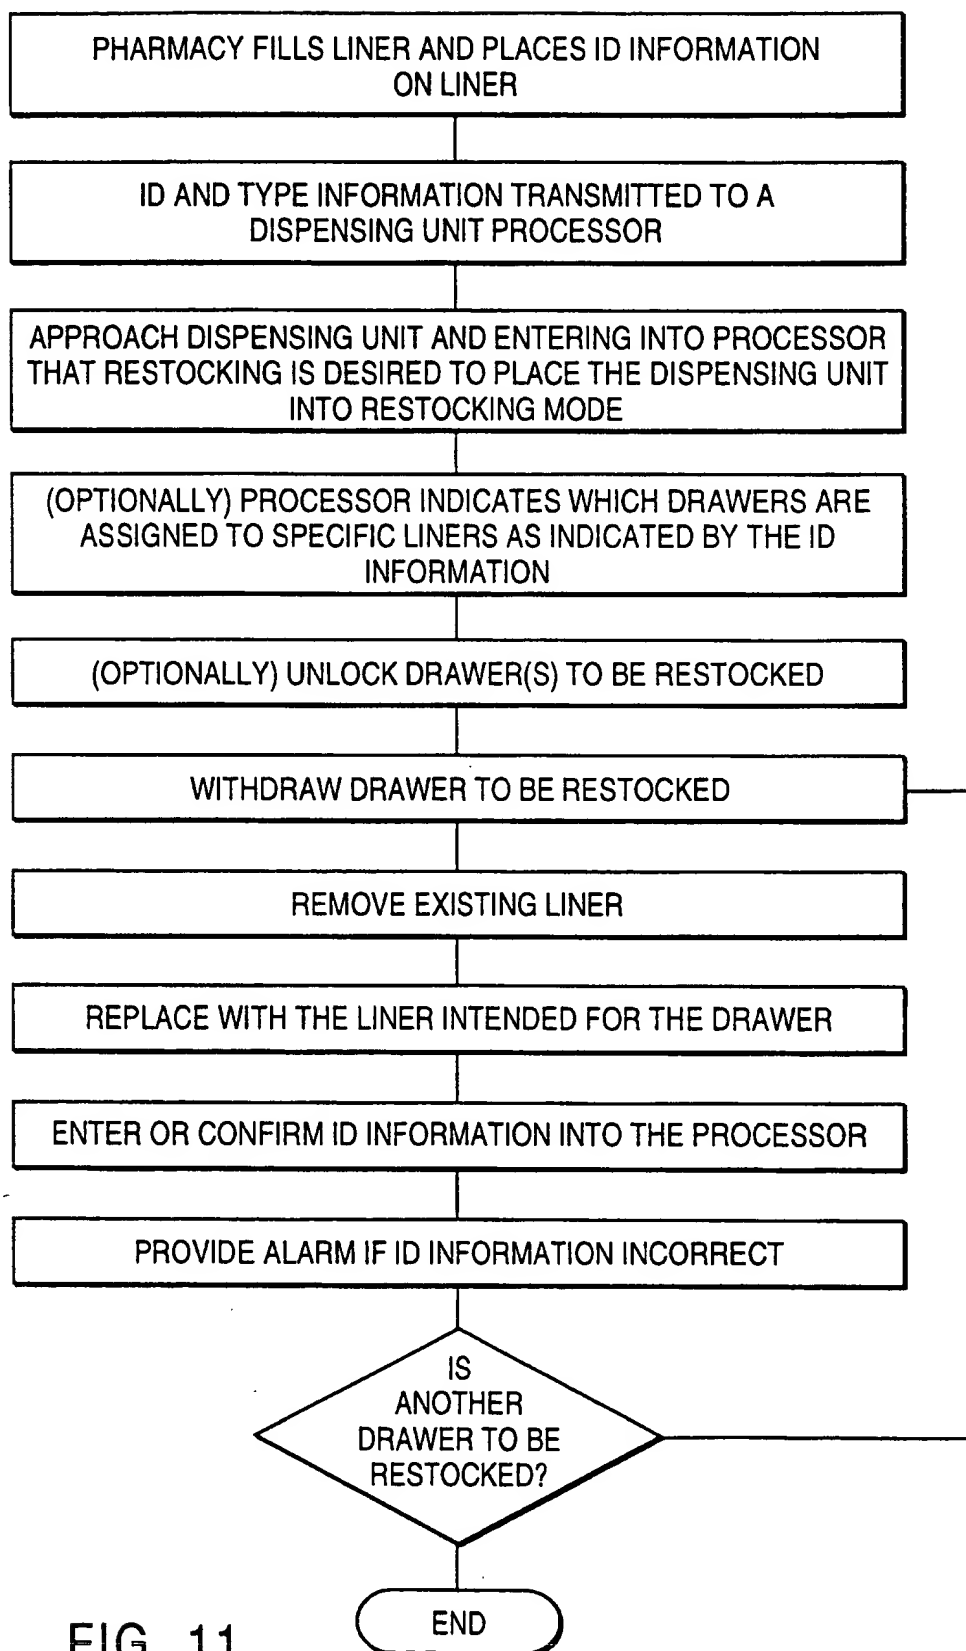 PHARMACY FILLS LINER AND PLACES ID INFORMATION
ON LINER
ID AND TYPE INFORMATION TRANSMITTED TO A
DISPENSING UNIT PROCESSOR
APPROACH DISPENSING UNIT AND ENTERING INTO PROCESSOR
THAT RESTOCKING IS DESIRED TO PLACE THE DISPENSING UNIT
INTO RESTOCKING MODE
(OPTIONALLY) PROCESSOR INDICATES WHICH DRAWERS ARE
ASSIGNED TO SPECIFIC LINERS AS INDICATED BY THE ID
INFORMATION
(OPTIONALLY) UNLOCK DRAWER(S) TO BE RESTOCKED
WITHDRAW DRAWER TO BE RESTOCKED
REMOVE EXISTING LINER
REPLACE WITH THE LINER INTENDED FOR THE DRAWER
ENTER OR CONFIRM ID INFORMATION INTO THE PROCESSOR
PROVIDE ALARM IF ID INFORMATION INCORRECT
IS
ANOTHER
DRAWER TO BE
RESTOCKED?
END
FIG. 11